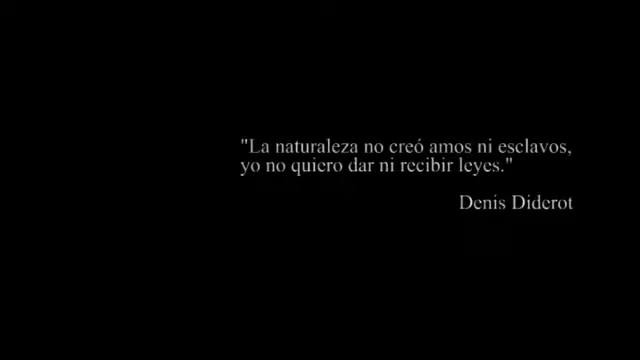 "La naturaleza no creó amos ni esclavos,
yo no quiero dar ni recibir leyes."
Denis Diderot